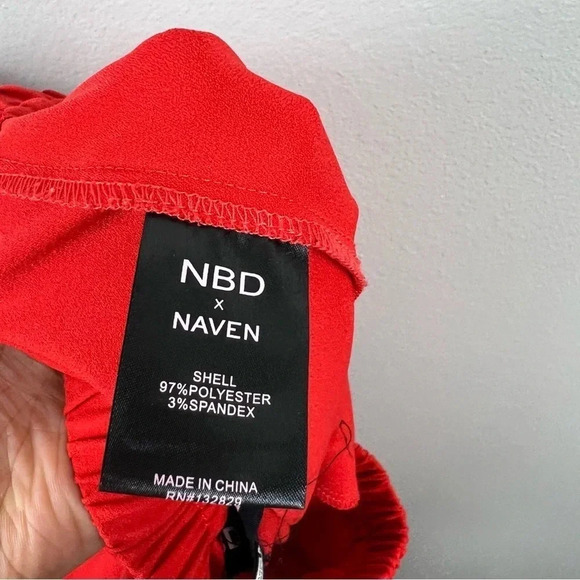 NBD
x
NAVEN
SHELL
97%POLYESTER
3%SPANDEX
MADE IN CHINA
RN#132829